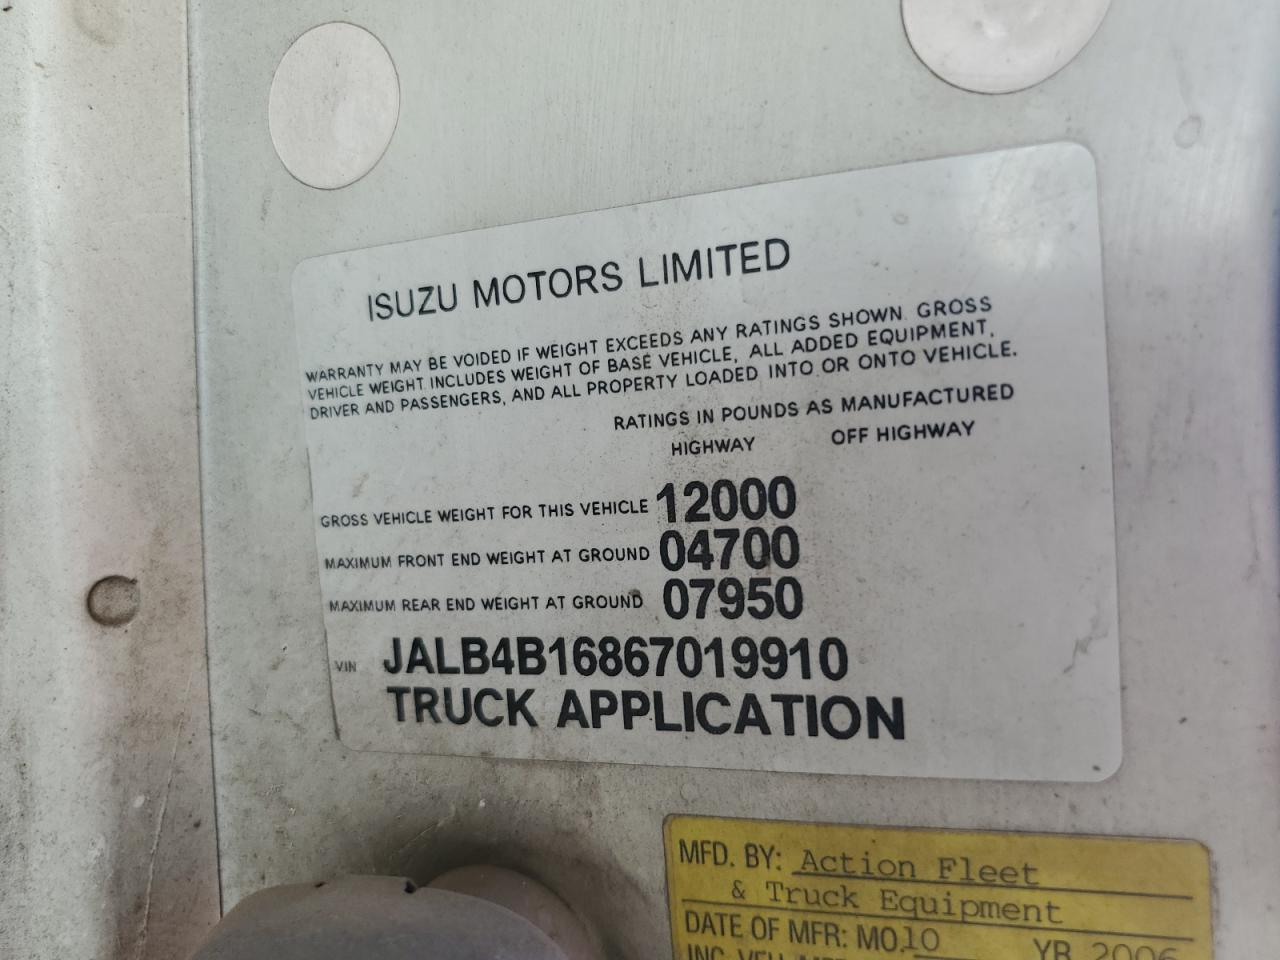 ISUZU MOTORS LIMITED
WARRANTY MAY BE VOIDED IF WEIGHT EXCEEDS ANY RATINGS SHOWN. GROSS
VEHICLE WEIGHT INCLUDES WEIGHT OF BASE VEHICLE, ALL ADDED EQUIPMENT,
DRIVER AND PASSENGERS, AND ALL PROPERTY LOADED INTO OR ONTO VEHICLE.
RATINGS IN POUNDS AS MANUFACTURED
HIGHWAY OFF HIGHWAY
GROSS VEHICLE WEIGHT FOR THIS VEHICLE 12000
MAXIMUM FRONT END WEIGHT AT GROUND 04700
MAXIMUM REAR END WEIGHT AT GROUND 07950
VIN JALB4B16867019910
TRUCK APPLICATION
MFD. BY: Action Fleet
& Truck Equipment
DATE OF MFR: MO.10 YR 2006